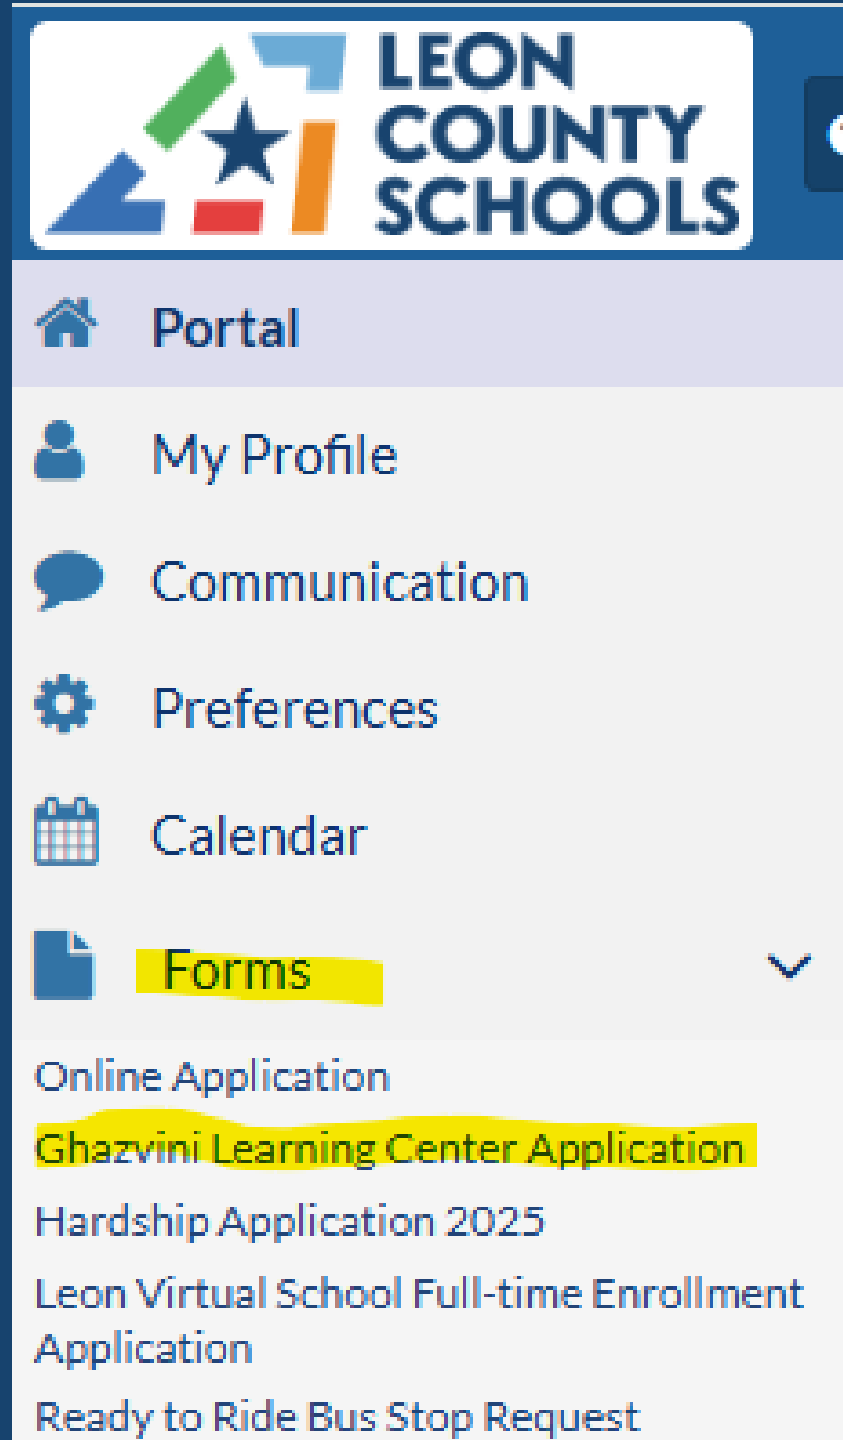 LEON
COUNTY
SCHOOLS
Portal
My Profile
Communication
Preferences
Calendar
Forms
Online Application
Ghazvini Learning Center Application
Hardship Application 2025
Leon Virtual School Full-time Enrollment
Application
Ready to Ride Bus Stop Request